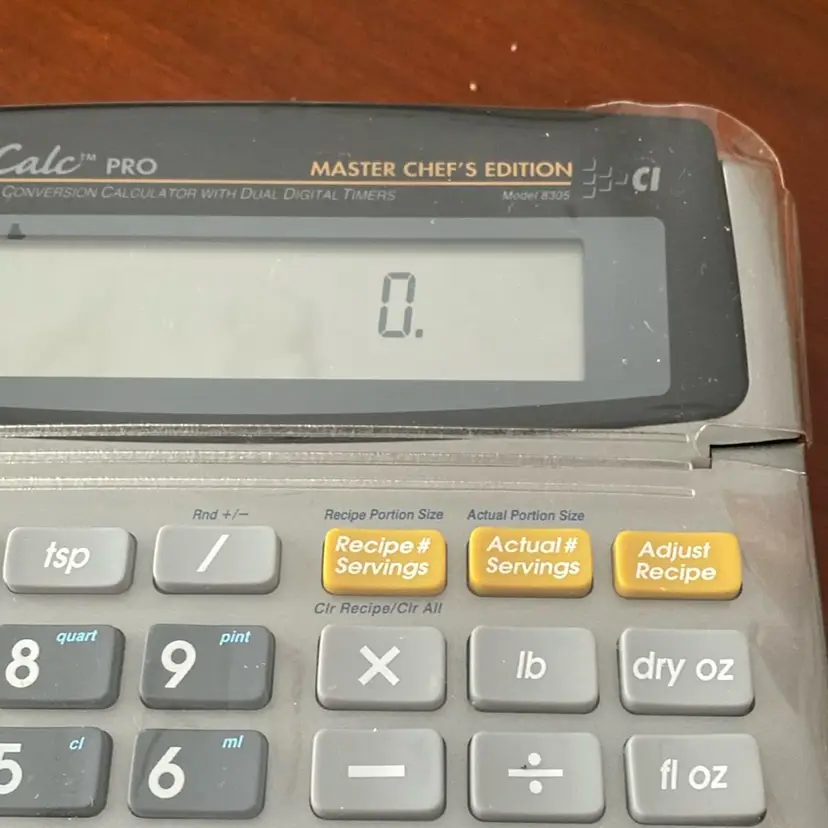 Calc™ PRO
MASTER CHEF'S EDITION
CI
CONVERSION CALCULATOR WITH DUAL DIGITAL TIMERS
Model 8305
0.
Rnd +/−
Recipe Portion Size
Actual Portion Size
tsp
/
Recipe #
Servings
Actual #
Servings
Adjust
Recipe
Clr Recipe/Clr All
8 quart
9 pint
×
lb
dry oz
5 cl
6 ml
−
÷
fl oz